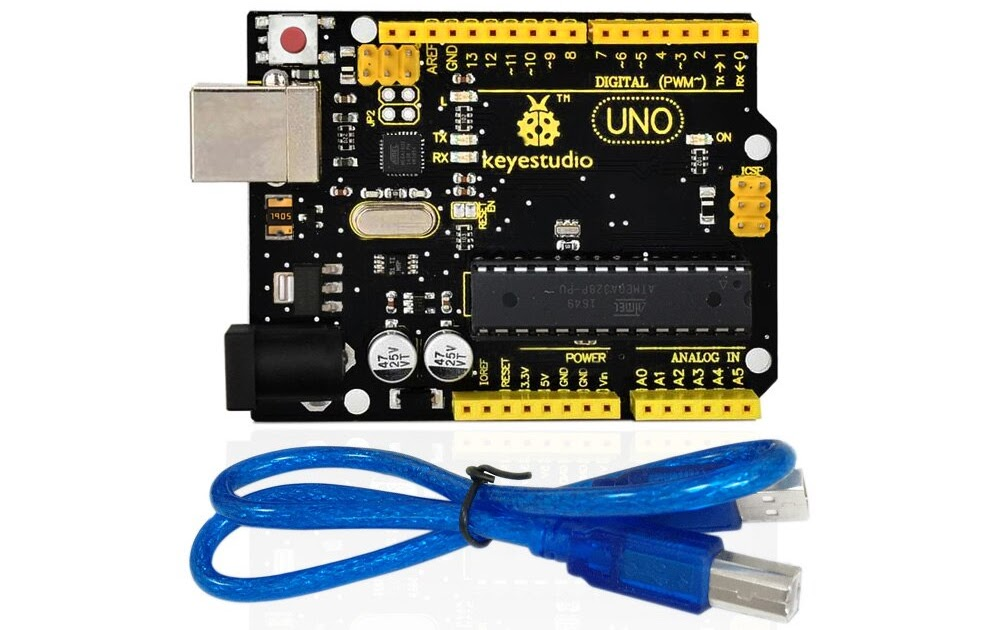 AREF
GND
13
12
~11
~10
~9
8
7
~6
~5
4
~3
2
TX→1
RX←0
DIGITAL (PWM~)
L
TX
RX
JP2
TM
keyestudio
UNO
ON
ICSP
RESET
EN
ATMEL
ATMEGA328P-PU
1649
47
25V
VT
47
25V
VT
POWER
ANALOG IN
IOREF
RESET
3.3V
5V
GND
GND
Vin
A0
A1
A2
A3
A4
A5